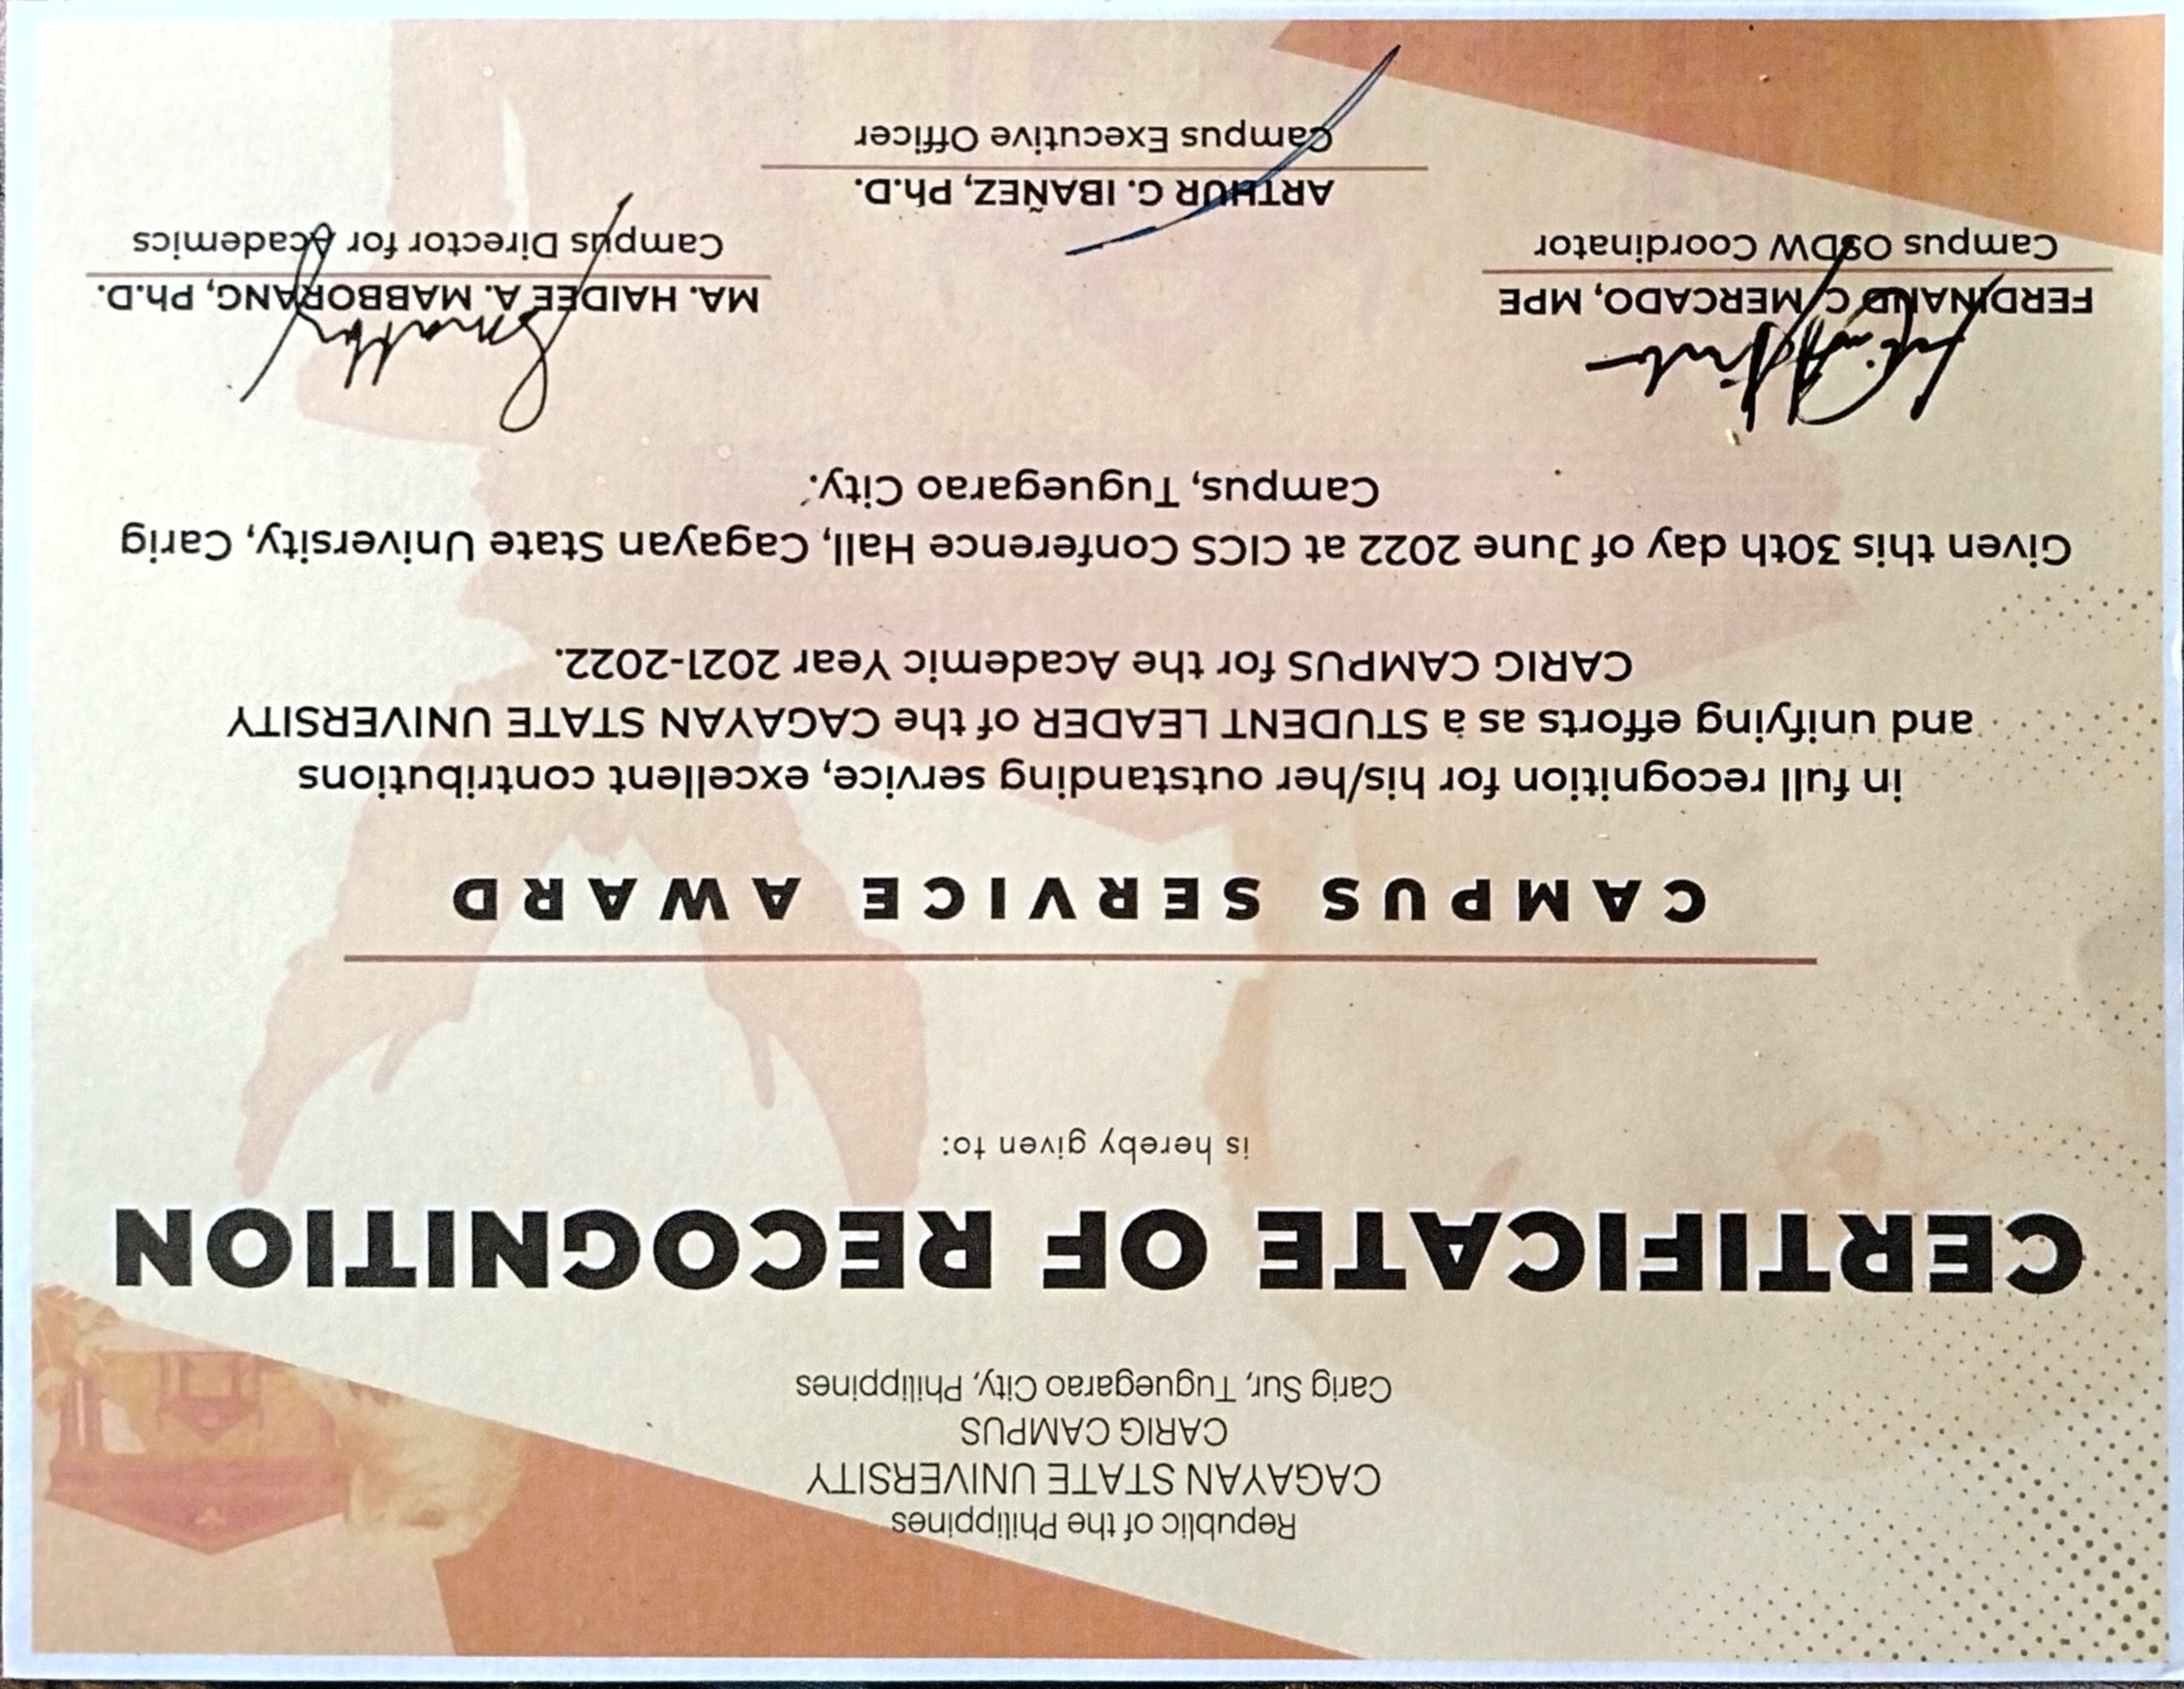 Republic of the Philippines
CAGAYAN STATE UNIVERSITY
CARIG CAMPUS
Carig Sur, Tuguegarao City, Philippines
CERTIFICATE OF RECOGNITION
is hereby given to:
CAMPUS SERVICE AWARD
in full recognition for his/her outstanding service, excellent contributions
and unifying efforts as a STUDENT LEADER of the CAGAYAN STATE UNIVERSITY
CARIG CAMPUS for the Academic Year 2021-2022.
Given this 30th day of June 2022 at CICS Conference Hall, Cagayan State University, Carig
Campus, Tuguegarao City.
FERDINAND C. MERCADO, MPE
Campus OSDW Coordinator
MA. HAIDEE A. MABBORANG, Ph.D.
Campus Director for Academics
ARTHUR G. IBAÑEZ, Ph.D.
Campus Executive Officer